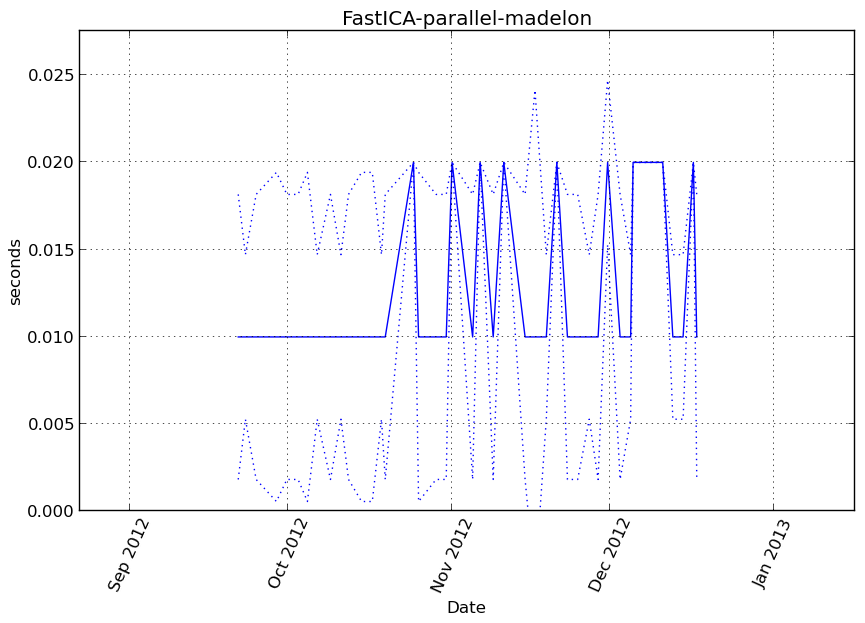 FastICA-parallel-madelon
0.025
0.020
0.015
0.010
0.005
0.000
seconds
Sep 2012
Oct 2012
Nov 2012
Dec 2012
Jan 2013
Date